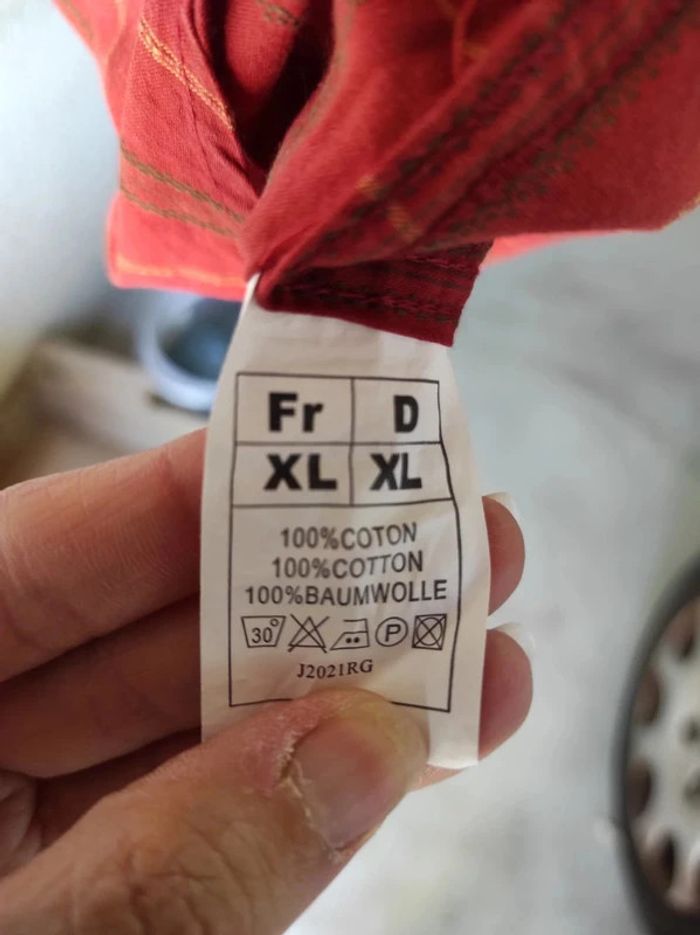 Fr D
XL XL
100%COTON
100%COTTON
100%BAUMWOLLE
30° P
J2021RG